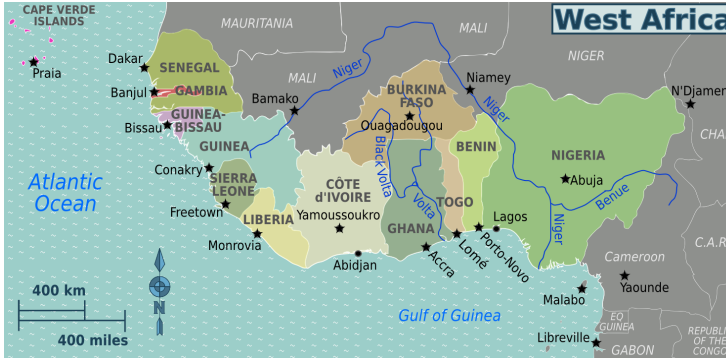 CAPE VERDE
ISLANDS
Praia
MAURITANIA
MALI
West Africa
NIGER
Dakar
SENEGAL
Banjul
GAMBIA
MALI
Niger
Bamako
BURKINA
FASO
Ouagadougou
Niamey
Niger
N'Djamen
CHA
Bissau
GUINEA-
BISSAU
GUINEA
Conakry
SIERRA
LEONE
Freetown
LIBERIA
Monrovia
CÔTE
d'IVOIRE
Yamoussoukro
Abidjan
Black Volta
Volta
GHANA
Accra
TOGO
Lomé
BENIN
Porto-Novo
Lagos
NIGERIA
Abuja
Niger
Benue
Atlantic
Ocean
Gulf of Guinea
Cameroon
Yaounde
C.A.R
Malabo
EQ
GUINEA
Libreville
GABON
REPUBLI
OF THE
CONGO
N
400 km
400 miles